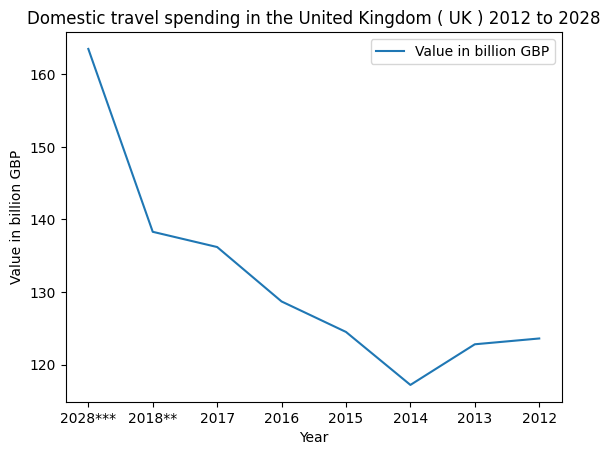 Domestic travel spending in the United Kingdom ( UK ) 2012 to 2028
Value in billion GBP
160
150
140
130
120
Value in billion GBP
2028*** 2018** 2017 2016 2015 2014 2013 2012
Year